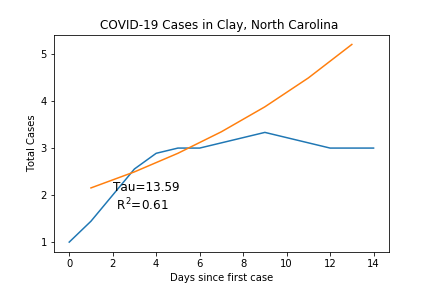 COVID-19 Cases in Clay, North Carolina
Total Cases
5
4
3
2
1
Tau=13.59
R²=0.61
0 2 4 6 8 10 12 14
Days since first case